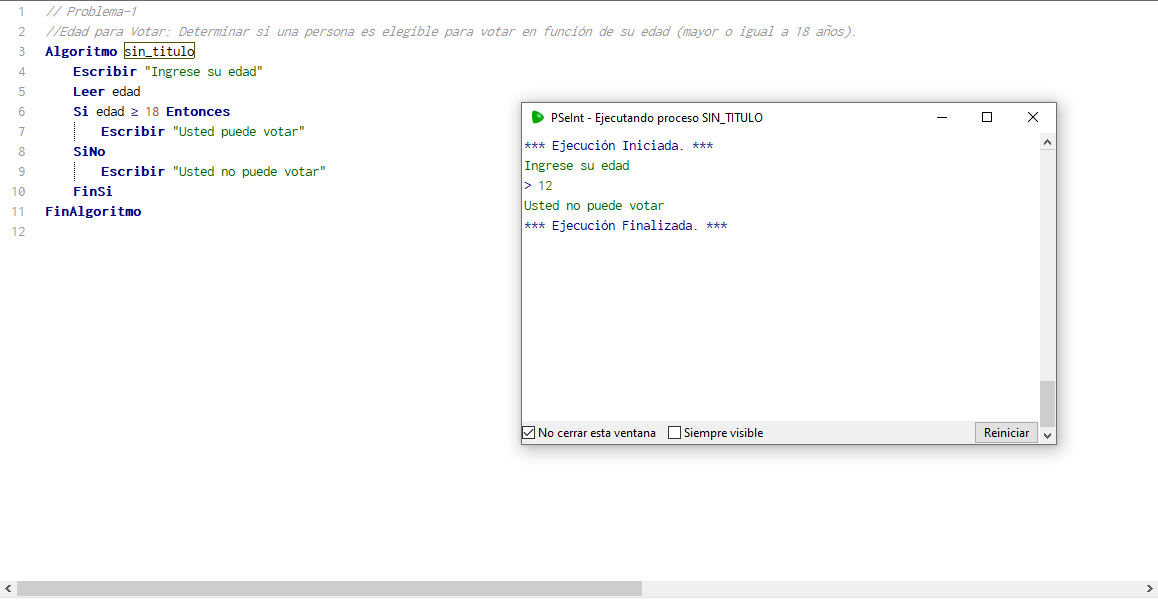 1 // Problema-1
2 //Edad para Votar: Determinar si una persona es elegible para votar en función de su edad (mayor o igual a 18 años).
3 Algoritmo sin_titulo
4 Escribir "Ingrese su edad"
5 Leer edad
6 Si edad ≥ 18 Entonces
7 Escribir "Usted puede votar"
8 SiNo
9 Escribir "Usted no puede votar"
10 FinSi
11 FinAlgoritmo
12
PSeInt - Ejecutando proceso SIN_TITULO
*** Ejecución Iniciada. ***
Ingrese su edad
> 12
Usted no puede votar
*** Ejecución Finalizada. ***
No cerrar esta ventana Siempre visible Reiniciar